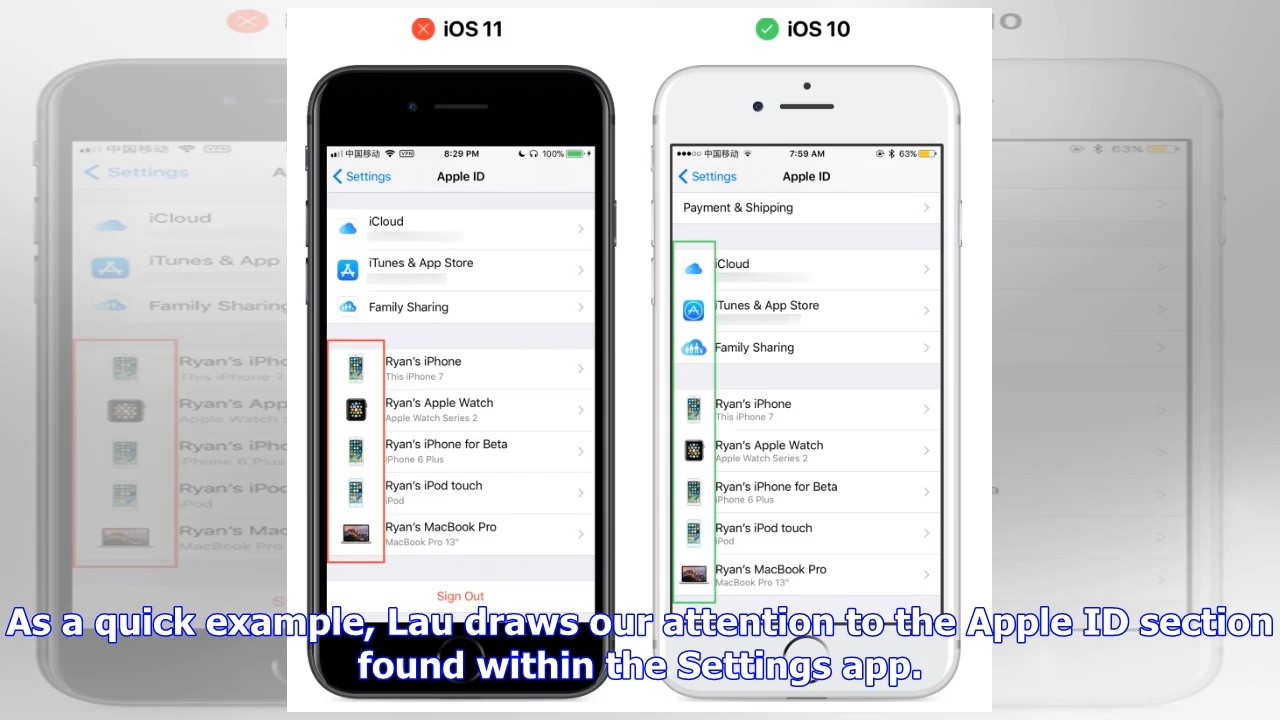 iOS 11
中国移动 VPN 8:29 PM 100%
Settings Apple ID
iCloud
iTunes & App Store
Family Sharing
Ryan's iPhone
This iPhone 7
Ryan's Apple Watch
Apple Watch Series 2
Ryan's iPhone for Beta
iPhone 6 Plus
Ryan's iPod touch
iPod
Ryan's MacBook Pro
MacBook Pro 13"
Sign Out
iOS 10
中国移动 7:59 AM 63%
Settings Apple ID
Payment & Shipping
iCloud
iTunes & App Store
Family Sharing
Ryan's iPhone
This iPhone 7
Ryan's Apple Watch
Apple Watch Series 2
Ryan's iPhone for Beta
iPhone 6 Plus
Ryan's iPod touch
iPod
Ryan's MacBook Pro
MacBook Pro 13"
As a quick example, Lau draws our attention to the Apple ID section
found within the Settings app.